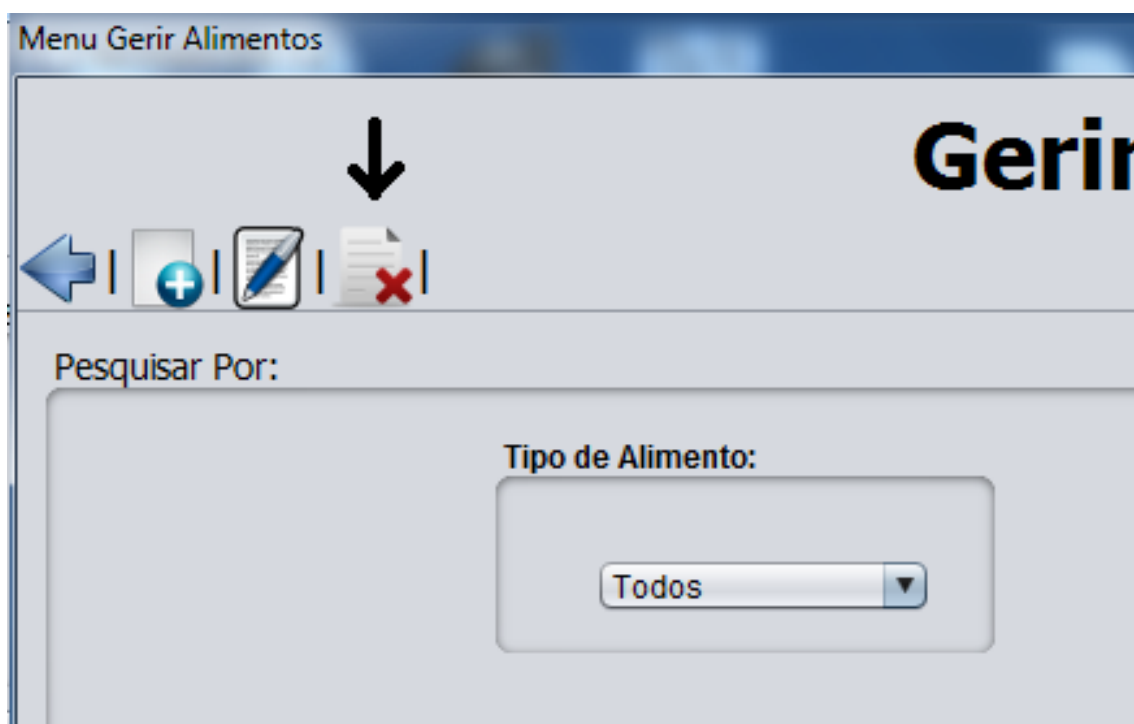 Menu Gerir Alimentos
Gerir
Pesquisar Por:
Tipo de Alimento:
Todos